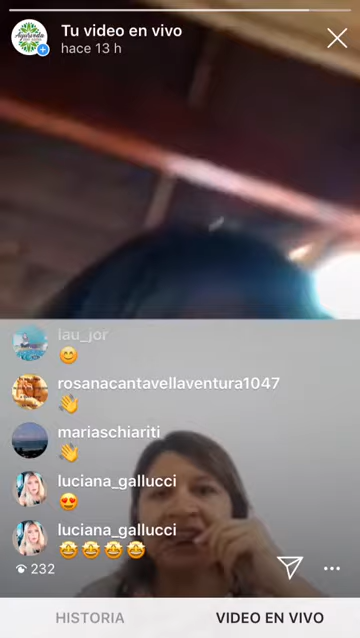 Tu video en vivo
hace 13 h
lau_jor
😊
rosanacantavellaventura1047
👋
mariaschiariti
👋
luciana_gallucci
😍
luciana_gallucci
🤩🤩🤩🤩
232
HISTORIA
VIDEO EN VIVO